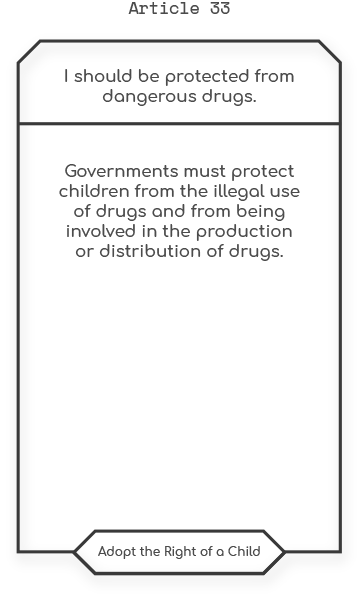 Article 33
I should be protected from
dangerous drugs.
Governments must protect
children from the illegal use
of drugs and from being
involved in the production
or distribution of drugs.
Adopt the Right of a Child